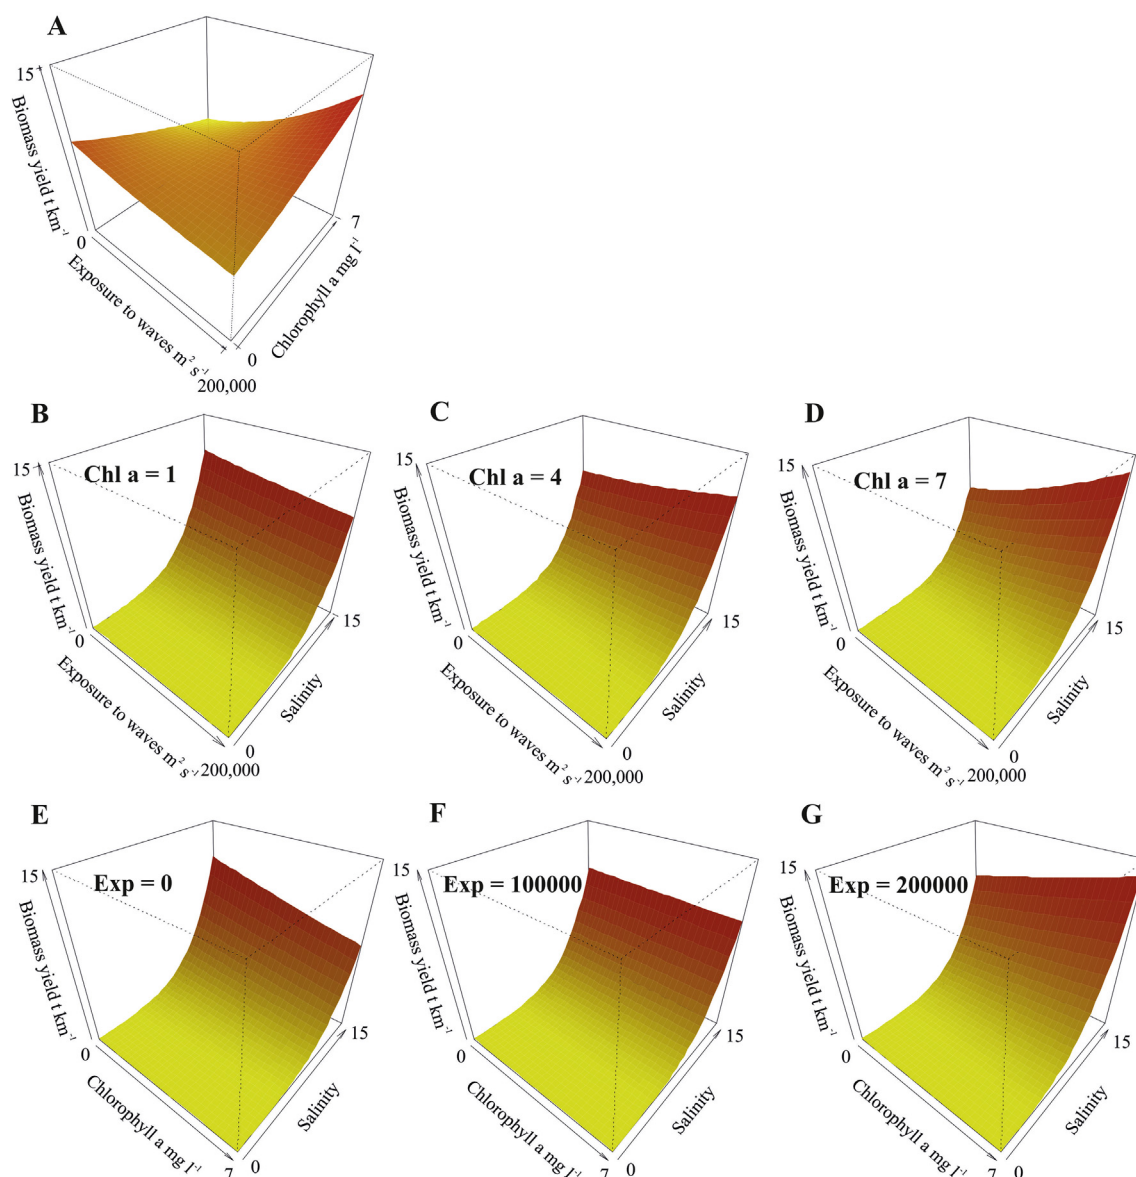 A
15
Biomass yield t km⁻¹
0
Exposure to waves m² s⁻¹
200,000
0
Chlorophyll a mg l⁻¹
7
B
Chl a = 1
15
Biomass yield t km⁻¹
0
Exposure to waves m² s⁻¹
200,000
0
Salinity
15
C
Chl a = 4
15
Biomass yield t km⁻¹
0
Exposure to waves m² s⁻¹
200,000
0
Salinity
15
D
Chl a = 7
15
Biomass yield t km⁻¹
0
Exposure to waves m² s⁻¹
200,000
0
Salinity
15
E
Exp = 0
15
Biomass yield t km⁻¹
0
Chlorophyll a mg l⁻¹
7
0
Salinity
15
F
Exp = 100000
15
Biomass yield t km⁻¹
0
Chlorophyll a mg l⁻¹
7
0
Salinity
15
G
Exp = 200000
15
Biomass yield t km⁻¹
0
Chlorophyll a mg l⁻¹
7
0
Salinity
15